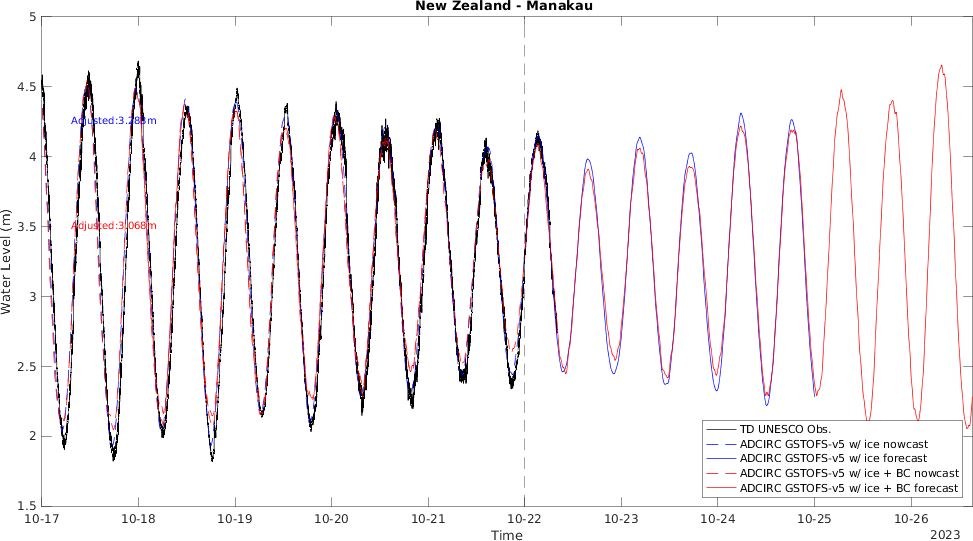 New Zealand - Manakau
5
4.5
4
3.5
3
2.5
2
1.5
Water Level (m)
Adjusted:3.283m
Adjusted:3.068m
TD UNESCO Obs.
ADCIRC GSTOFS-v5 w/ ice nowcast
ADCIRC GSTOFS-v5 w/ ice forecast
ADCIRC GSTOFS-v5 w/ ice + BC nowcast
ADCIRC GSTOFS-v5 w/ ice + BC forecast
10-17 10-18 10-19 10-20 10-21 10-22 10-23 10-24 10-25 10-26
Time
2023